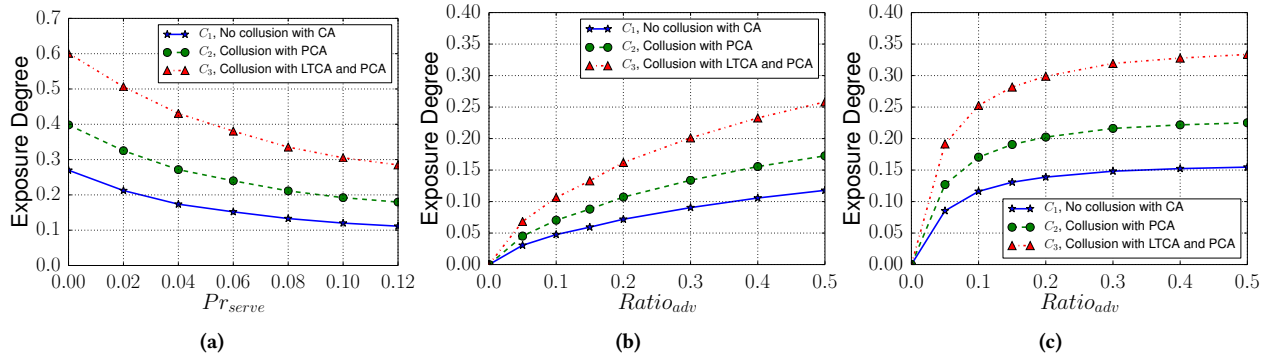 0.7
0.6
0.5
0.4
0.3
0.2
0.1
0.0
Exposure Degree
C₁, No collusion with CA
C₂, Collusion with PCA
C₃, Collusion with LTCA and PCA
0.00 0.02 0.04 0.06 0.08 0.10 0.12
Pr_serve
(a)
0.40
0.35
0.30
0.25
0.20
0.15
0.10
0.05
0.00
Exposure Degree
C₁, No collusion with CA
C₂, Collusion with PCA
C₃, Collusion with LTCA and PCA
0.0 0.1 0.2 0.3 0.4 0.5
Ratio_adv
(b)
0.40
0.35
0.30
0.25
0.20
0.15
0.10
0.05
0.00
Exposure Degree
C₁, No collusion with CA
C₂, Collusion with PCA
C₃, Collusion with LTCA and PCA
0.0 0.1 0.2 0.3 0.4 0.5
Ratio_adv
(c)